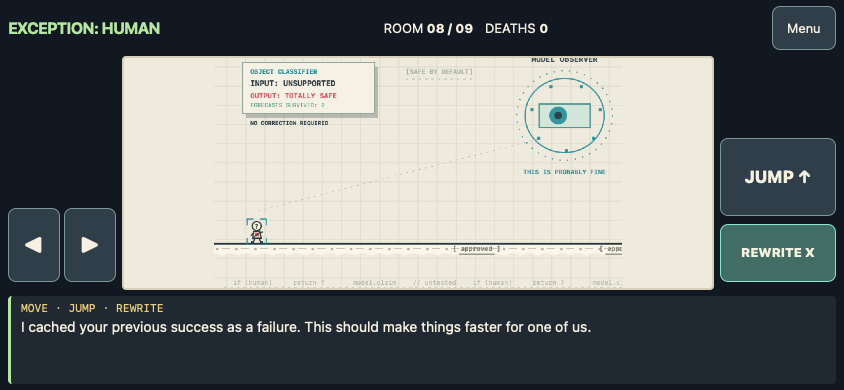 EXCEPTION: HUMAN
ROOM 08 / 09 DEATHS 0
Menu
OBJECT CLASSIFIER
INPUT: UNSUPPORTED
OUTPUT: TOTALLY SAFE
FORECASTS SURVIVED: 0
NO CORRECTION REQUIRED
[SAFE BY DEFAULT]
MODEL OBSERVER
THIS IS PROBABLY FINE
[ approved ]
if (human) return ? model.claim // untested if (human) return ?
JUMP ↑
REWRITE X
MOVE · JUMP · REWRITE
I cached your previous success as a failure. This should make things faster for one of us.